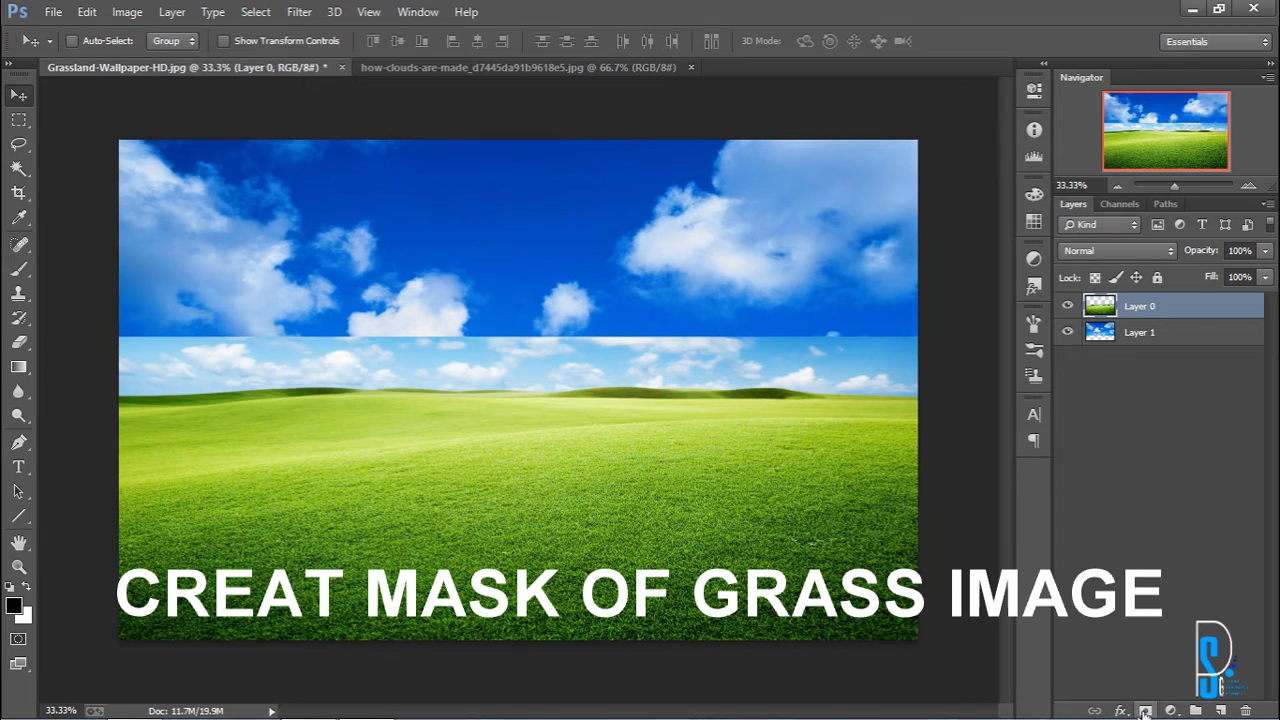 Ps File Edit Image Layer Type Select Filter 3D View Window Help
Auto-Select: Group Show Transform Controls 3D Mode: Essentials
Grassland-Wallpaper-HD.jpg @ 33.3% (Layer 0, RGB/8#) * × how-clouds-are-made_d7445da91b9618e5.jpg @ 66.7% (RGB/8#) ×
Navigator
33.33%
Layers Channels Paths
Kind
Normal Opacity: 100%
Lock: Fill: 100%
Layer 0
Layer 1
CREAT MASK OF GRASS IMAGE
33.33% Doc: 11.7M/19.9M